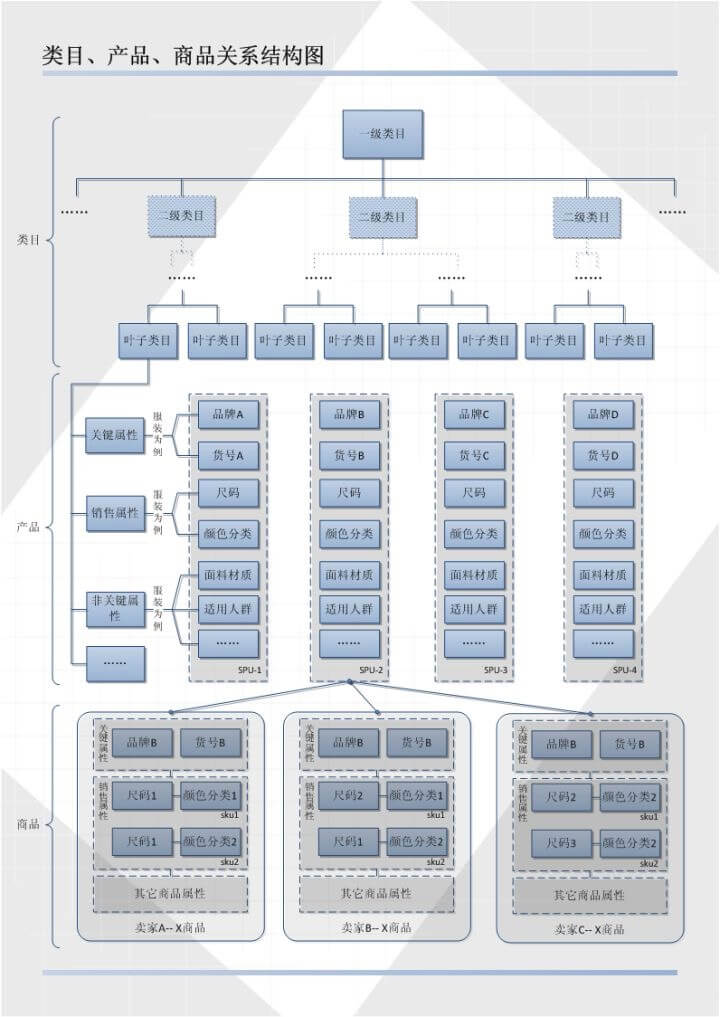 类目、产品、商品关系结构图
一级类目
……
二级类目
二级类目
二级类目
……
类目
……
……
……
……
叶子类目
叶子类目
叶子类目
叶子类目
叶子类目
叶子类目
叶子类目
叶子类目
产品
关键属性
服装为例
品牌A
品牌B
品牌C
品牌D
货号A
货号B
货号C
货号D
销售属性
服装为例
尺码
尺码
尺码
尺码
颜色分类
颜色分类
颜色分类
颜色分类
非关键属
性
服装为例
面料材质
面料材质
面料材质
面料材质
适用人群
适用人群
适用人群
适用人群
……
……
……
……
……
SPU-1
SPU-2
SPU-3
SPU-4
商品
关键属性
品牌B
货号B
销售属性
尺码1
颜色分类1
sku1
尺码1
颜色分类2
sku2
其它商品属性
卖家A-- X商品
关键属性
品牌B
货号B
销售属性
尺码2
颜色分类1
sku1
尺码1
颜色分类2
sku2
其它商品属性
卖家B-- X商品
关键属性
品牌B
货号B
销售属性
尺码2
颜色分类2
sku1
尺码3
颜色分类2
sku2
其它商品属性
卖家C-- X商品